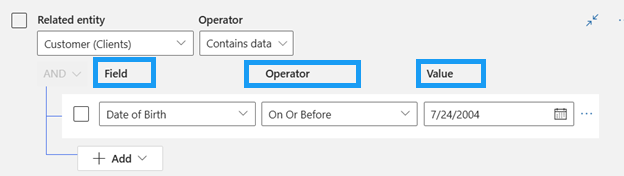 Related entity Operator
Customer (Clients) Contains data
AND Field Operator Value
Date of Birth On Or Before 7/24/2004
+ Add